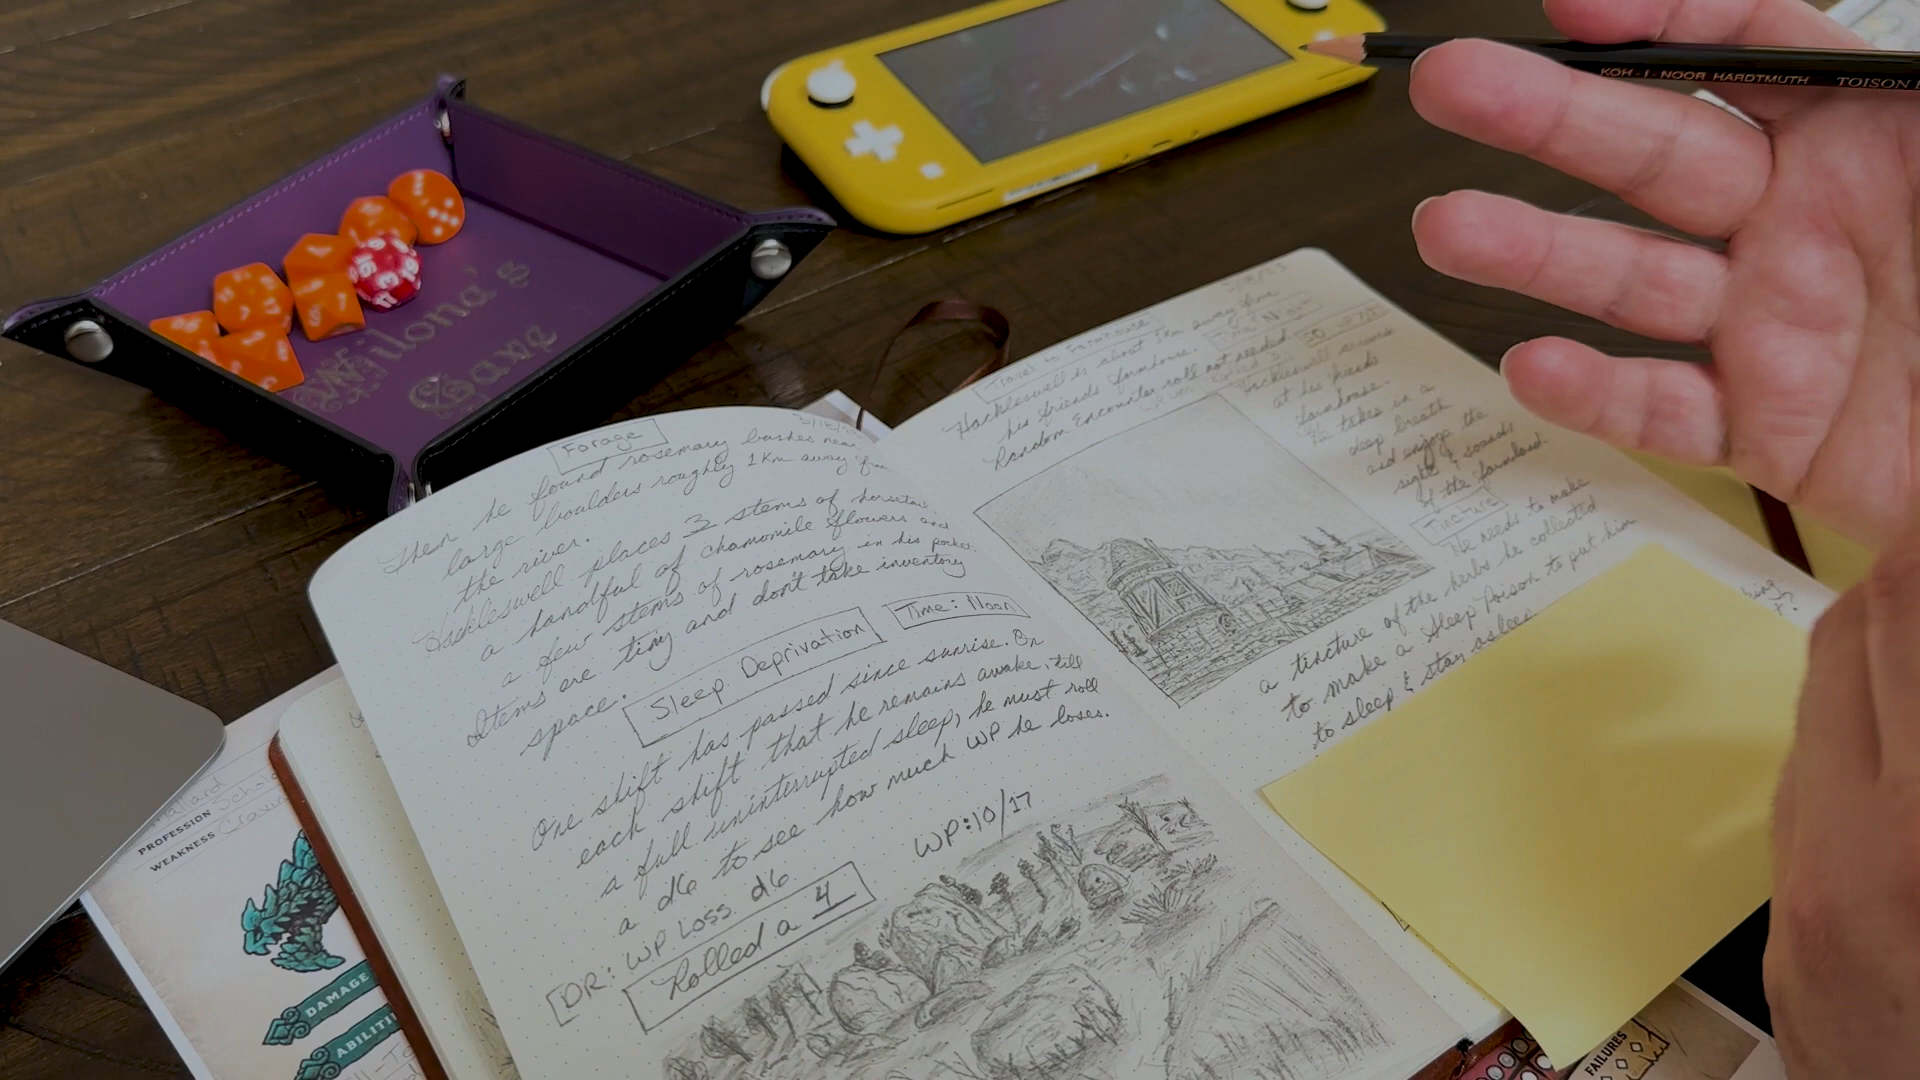 KOH-I-NOOR HARDTMUTH TOISON
Wilona's
Cave
Forage
Then he found rosemary bushes near
large boulders roughly 1 Km away from
the river.
Hackleswell places 3 stems of horsetail,
a handful of chamomile flowers and
a few stems of rosemary in his pocket.
Items are tiny and don't take inventory
space.
Sleep Deprivation
Time: Noon
One shift has passed since sunrise. On
each shift that he remains awake, till
a full uninterrupted sleep, he must roll
a d6 to see how much WP he loses.
DR: WP LOSS d6
WP: 10/17
Rolled a 4
Travel to Farmhouse
Hackleswell is about 1 km away from
his friends farmhouse.
Random Encounter roll not needed.
Hackleswell arrives
at his friends
farmhouse.
He takes in a
deep breath
and enjoys the
sights & sounds
of the farmland.
Tincture
He needs to make
a tincture of the herbs he collected
to make a Sleep Poison to put him
to sleep & stay asleep
PROFESSION
WEAKNESS
DAMAGE
ABILITI
FAILURES